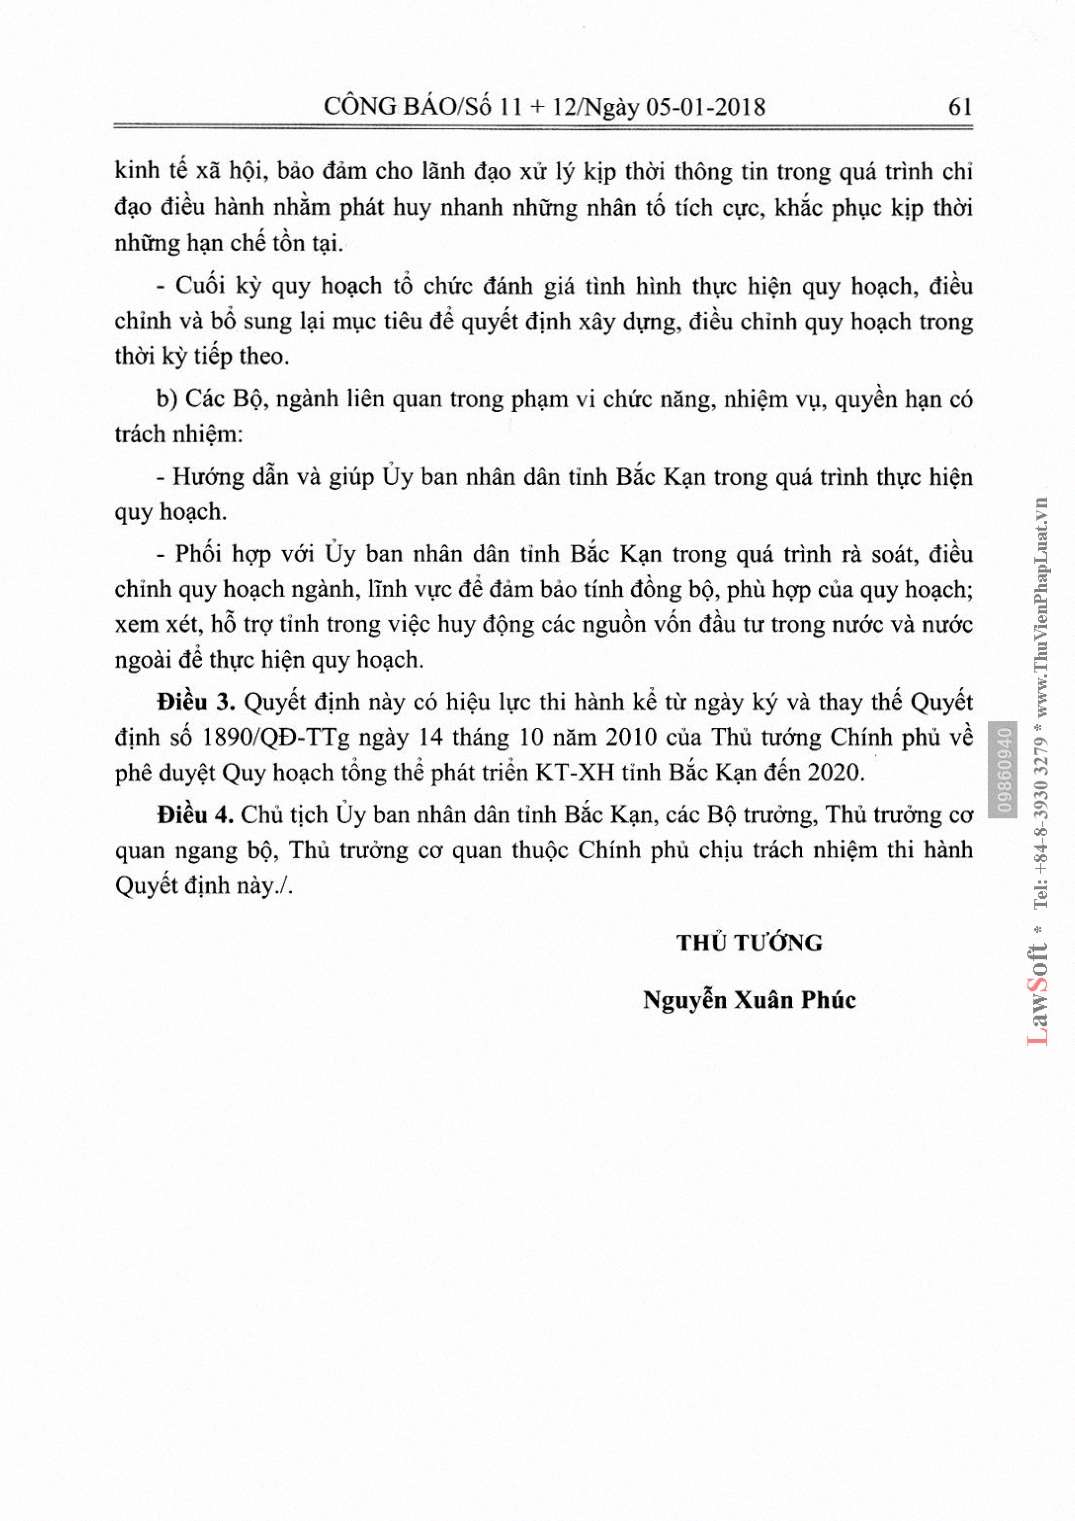 CÔNG BÁO/Số 11 + 12/Ngày 05-01-2018 61
kinh tế xã hội, bảo đảm cho lãnh đạo xử lý kịp thời thông tin trong quá trình chỉ
đạo điều hành nhằm phát huy nhanh những nhân tố tích cực, khắc phục kịp thời
những hạn chế tồn tại.
- Cuối kỳ quy hoạch tổ chức đánh giá tình hình thực hiện quy hoạch, điều
chỉnh và bổ sung lại mục tiêu để quyết định xây dựng, điều chỉnh quy hoạch trong
thời kỳ tiếp theo.
b) Các Bộ, ngành liên quan trong phạm vi chức năng, nhiệm vụ, quyền hạn có
trách nhiệm:
- Hướng dẫn và giúp Ủy ban nhân dân tỉnh Bắc Kạn trong quá trình thực hiện
quy hoạch.
- Phối hợp với Ủy ban nhân dân tỉnh Bắc Kạn trong quá trình rà soát, điều
chỉnh quy hoạch ngành, lĩnh vực để đảm bảo tính đồng bộ, phù hợp của quy hoạch;
xem xét, hỗ trợ tỉnh trong việc huy động các nguồn vốn đầu tư trong nước và nước
ngoài để thực hiện quy hoạch.
Điều 3. Quyết định này có hiệu lực thi hành kể từ ngày ký và thay thế Quyết
định số 1890/QĐ-TTg ngày 14 tháng 10 năm 2010 của Thủ tướng Chính phủ về
phê duyệt Quy hoạch tổng thể phát triển KT-XH tỉnh Bắc Kạn đến 2020.
Điều 4. Chủ tịch Ủy ban nhân dân tỉnh Bắc Kạn, các Bộ trưởng, Thủ trưởng cơ
quan ngang bộ, Thủ trưởng cơ quan thuộc Chính phủ chịu trách nhiệm thi hành
Quyết định này./.
THỦ TƯỚNG
Nguyễn Xuân Phúc
09860940
LawSoft * Tel: +84-8-3930 3279 * www.ThuVienPhapLuat.vn